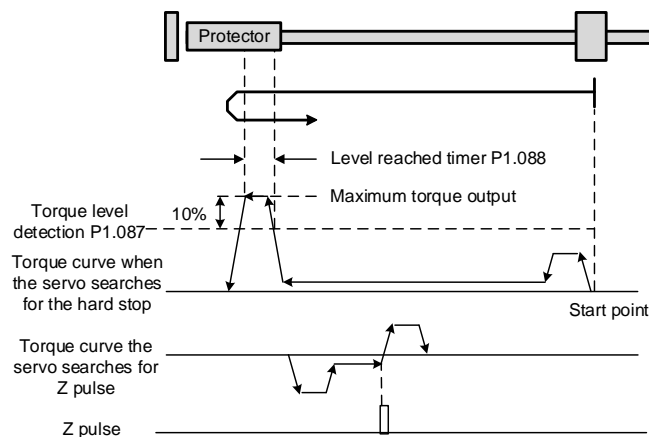 Protector
Level reached timer P1.088
Maximum torque output
10%
Torque level
detection P1.087
Torque curve when
the servo searches
for the hard stop
Start point
Torque curve the
servo searches for
Z pulse
Z pulse